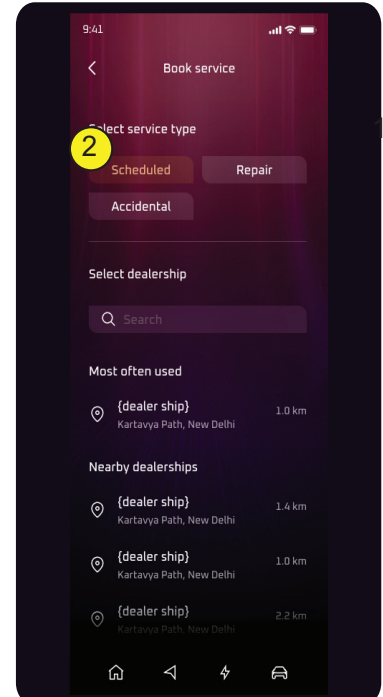 9:41
Book service
Select service type
2
Scheduled
Repair
Accidental
Select dealership
Search
Most often used
{dealer ship}
1.0 km
Kartavya Path, New Delhi
Nearby dealerships
{dealer ship}
1.4 km
Kartavya Path, New Delhi
{dealer ship}
1.0 km
Kartavya Path, New Delhi
{dealer ship}
2.2 km
Kartavya Path, New Delhi